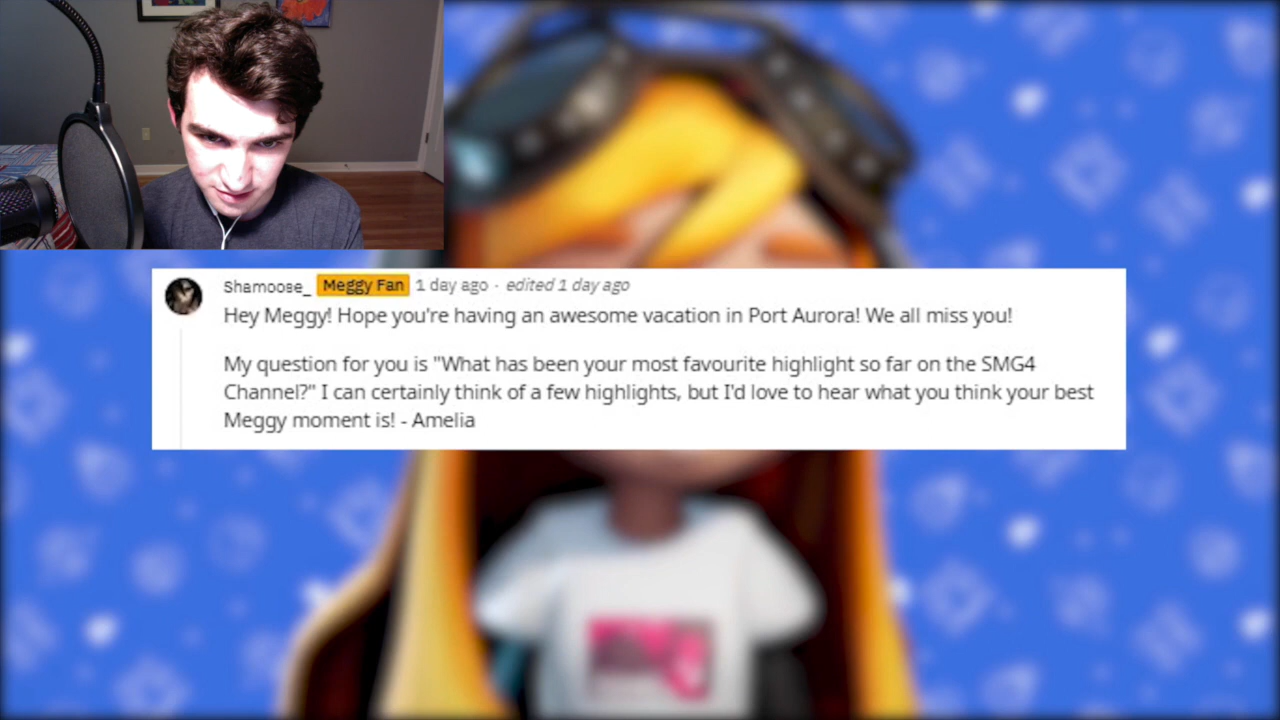 Shamoose_ Meggy Fan 1 day ago · edited 1 day ago
Hey Meggy! Hope you're having an awesome vacation in Port Aurora! We all miss you!
My question for you is "What has been your most favourite highlight so far on the SMG4
Channel?" I can certainly think of a few highlights, but I'd love to hear what you think your best
Meggy moment is! - Amelia